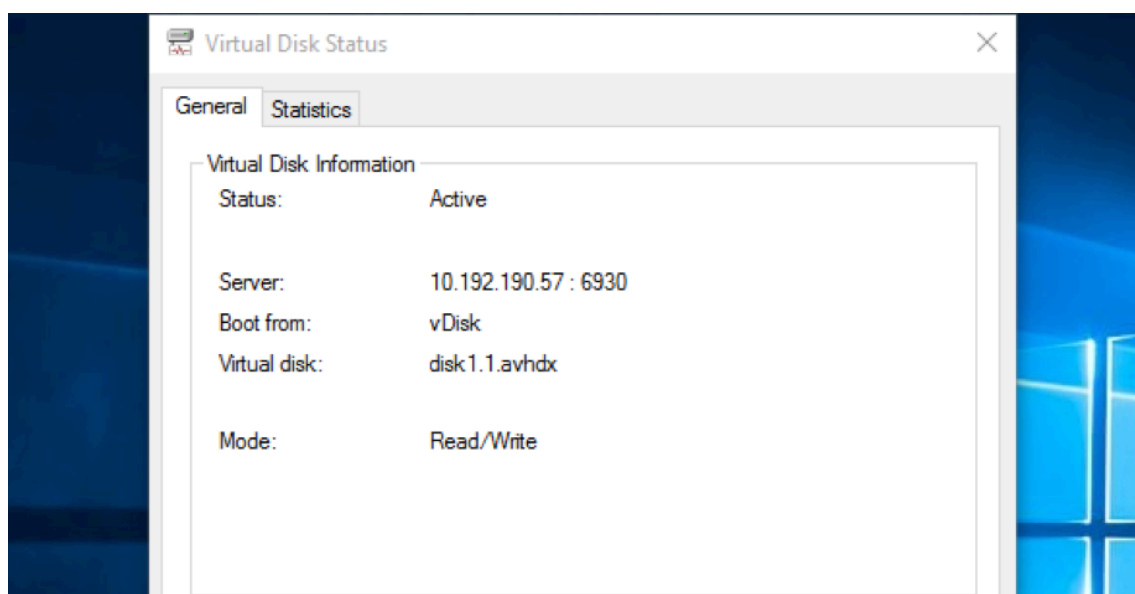 Virtual Disk Status
General Statistics
Virtual Disk Information
Status: Active
Server: 10.192.190.57 : 6930
Boot from: vDisk
Virtual disk: disk1.1.avhdx
Mode: Read/Write